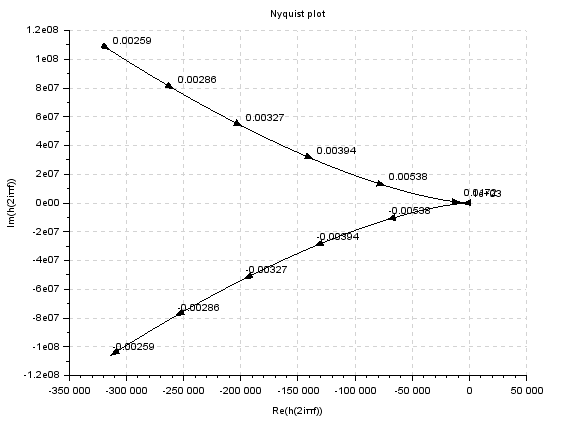 Nyquist plot
1.2e08
0.00259
1e08
0.00286
8e07
6e07
0.00327
4e07
0.00394
2e07
0.00538
0e00
-0.00538
-2e07
-0.00394
-4e07
-0.00327
-6e07
-0.00286
-8e07
-0.00259
-1e08
-1.2e08
-350 000 -300 000 -250 000 -200 000 -150 000 -100 000 -50 000 0 50 000
Re(h(2iπf))
Im(h(2iπf))